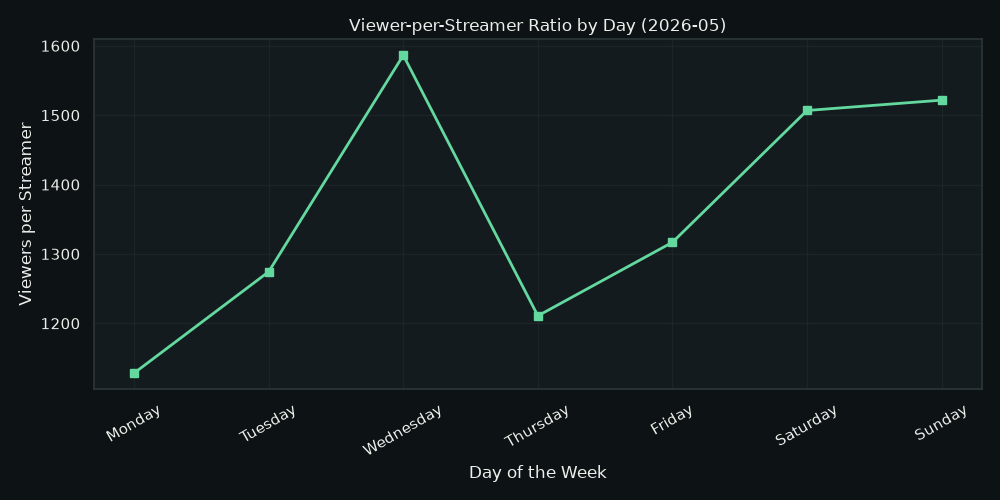 Viewer-per-Streamer Ratio by Day (2026-05)
Viewers per Streamer
1600
1500
1400
1300
1200
Monday
Tuesday
Wednesday
Thursday
Friday
Saturday
Sunday
Day of the Week